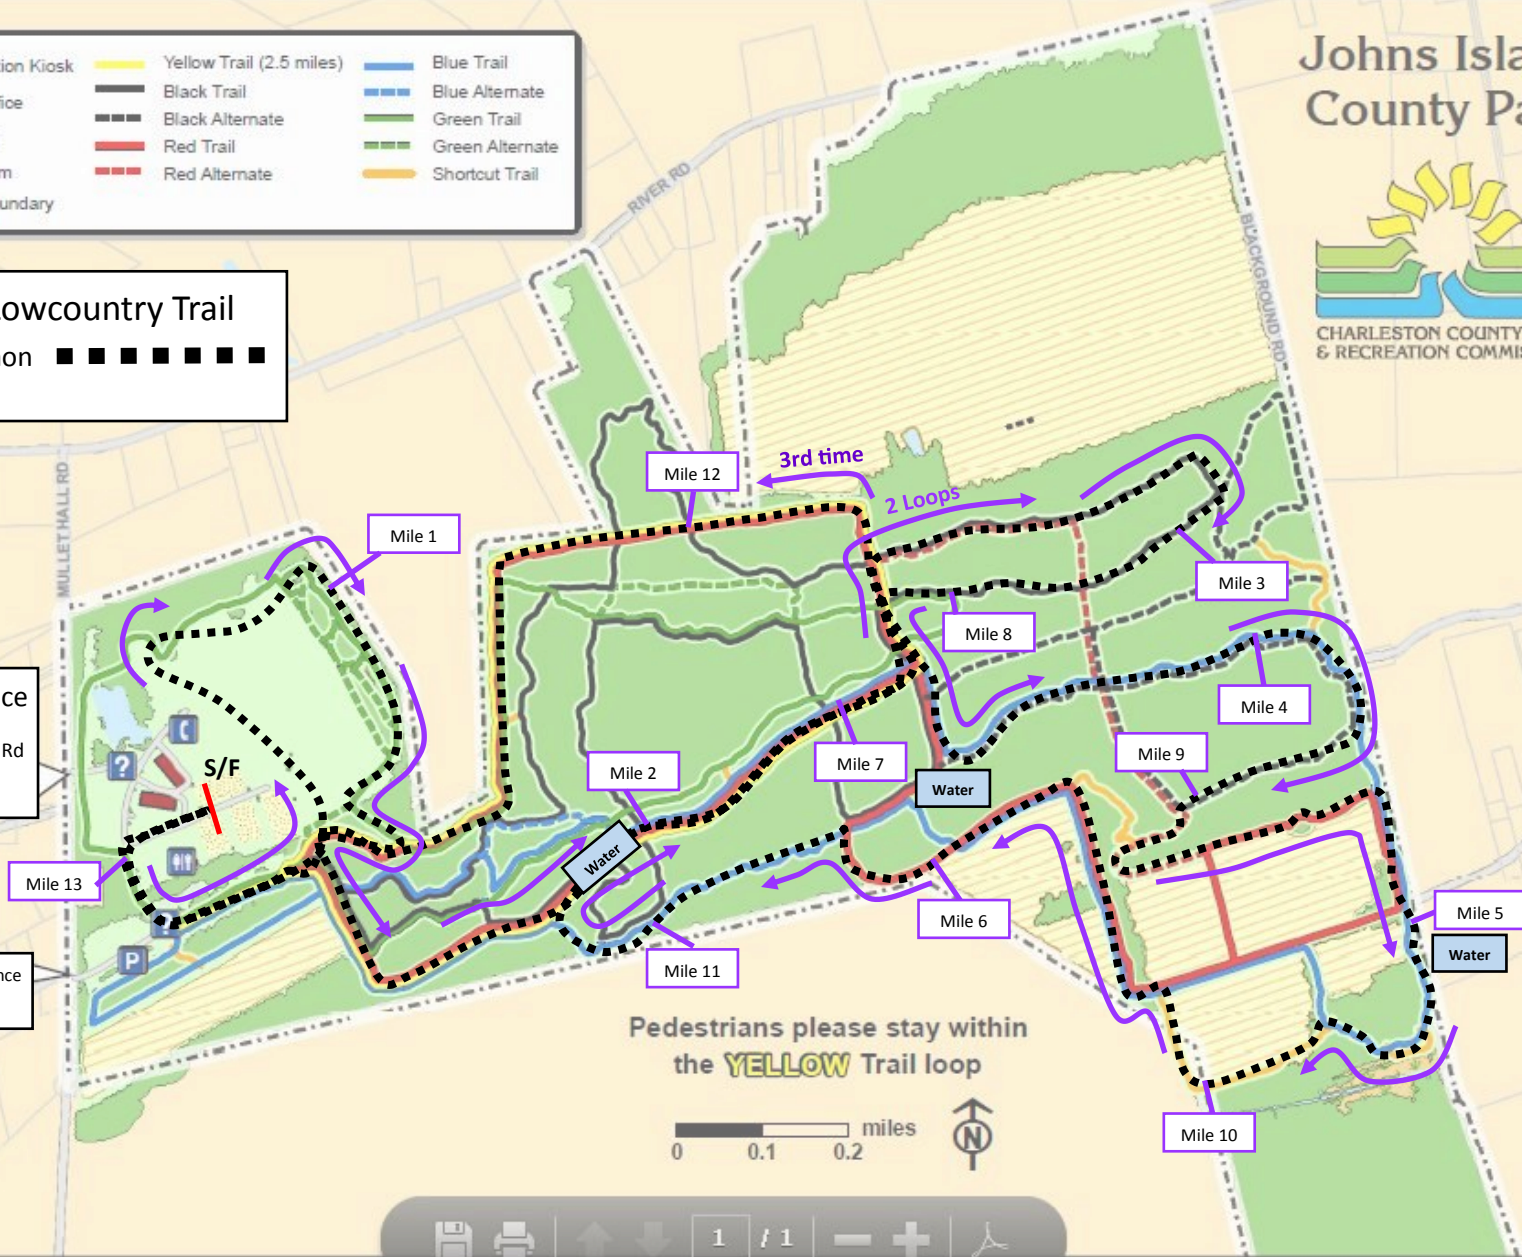 ion Kiosk
ice
m
undary
Yellow Trail (2.5 miles)
Black Trail
Black Alternate
Red Trail
Red Alternate
Blue Trail
Blue Alternate
Green Trail
Green Alternate
Shortcut Trail
Johns Isla
County Pa
CHARLESTON COUNTY
& RECREATION COMMIS
owcountry Trail
on
RIVER RD
BLACKGROUND RD
MULLET HALL RD
3rd time
2 Loops
Mile 12
Mile 1
Mile 3
Mile 8
Mile 4
Mile 9
Mile 7
Mile 2
Water
Water
Mile 13
S/F
?
ce
Rd
nce
P
Mile 6
Mile 5
Water
Mile 11
Mile 10
Pedestrians please stay within
the YELLOW Trail loop
miles
0 0.1 0.2
N
1 / 1